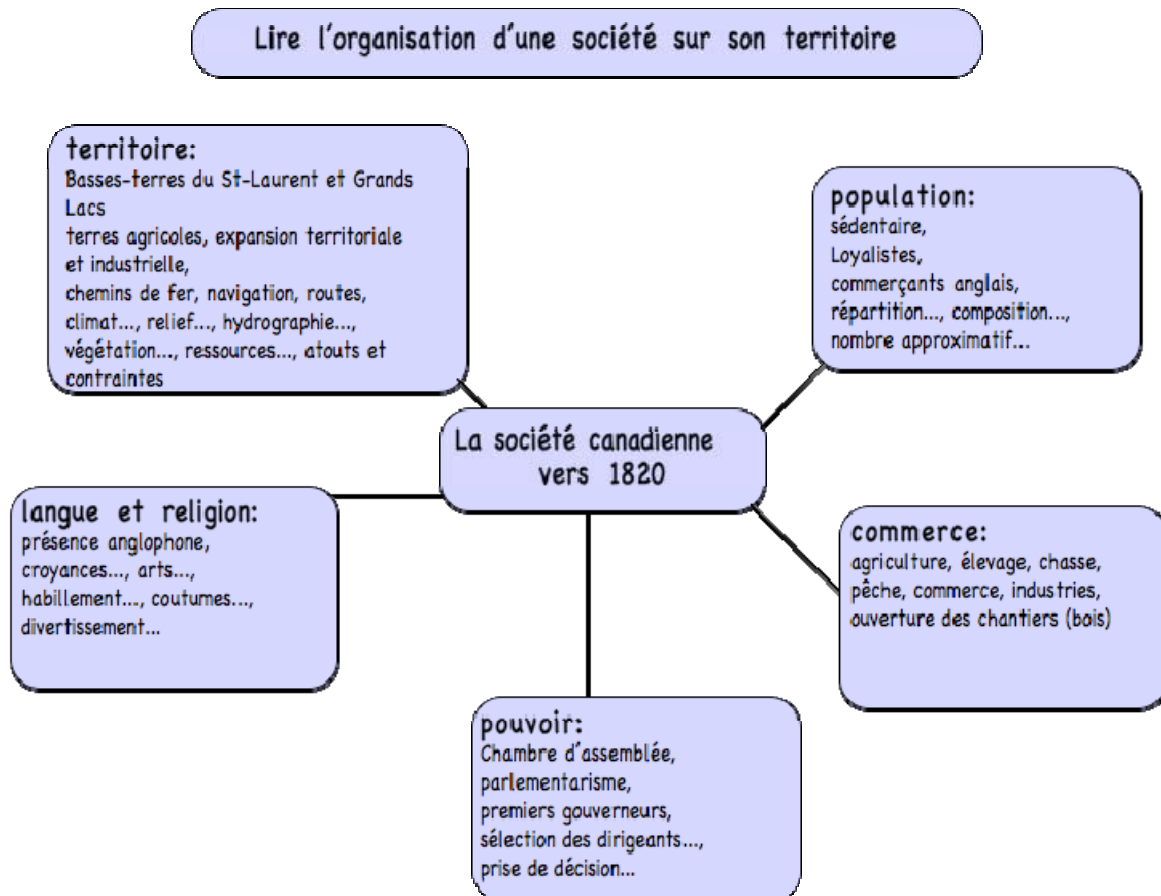 Lire l'organisation d'une société sur son territoire
territoire:
Basses-terres du St-Laurent et Grands
Lacs
terres agricoles, expansion territoriale
et industrielle,
chemins de fer, navigation, routes,
climat..., relief..., hydrographie...,
végétation..., ressources..., atouts et
contraintes
population:
sédentaire,
Loyalistes,
commerçants anglais,
répartition..., composition...,
nombre approximatif...
La société canadienne
vers 1820
langue et religion:
présence anglophone,
croyances..., arts...,
habillement..., coutumes...,
divertissement...
commerce:
agriculture, élevage, chasse,
pêche, commerce, industries,
ouverture des chantiers (bois)
pouvoir:
Chambre d'assemblée,
parlementarisme,
premiers gouverneurs,
sélection des dirigeants...,
prise de décision...